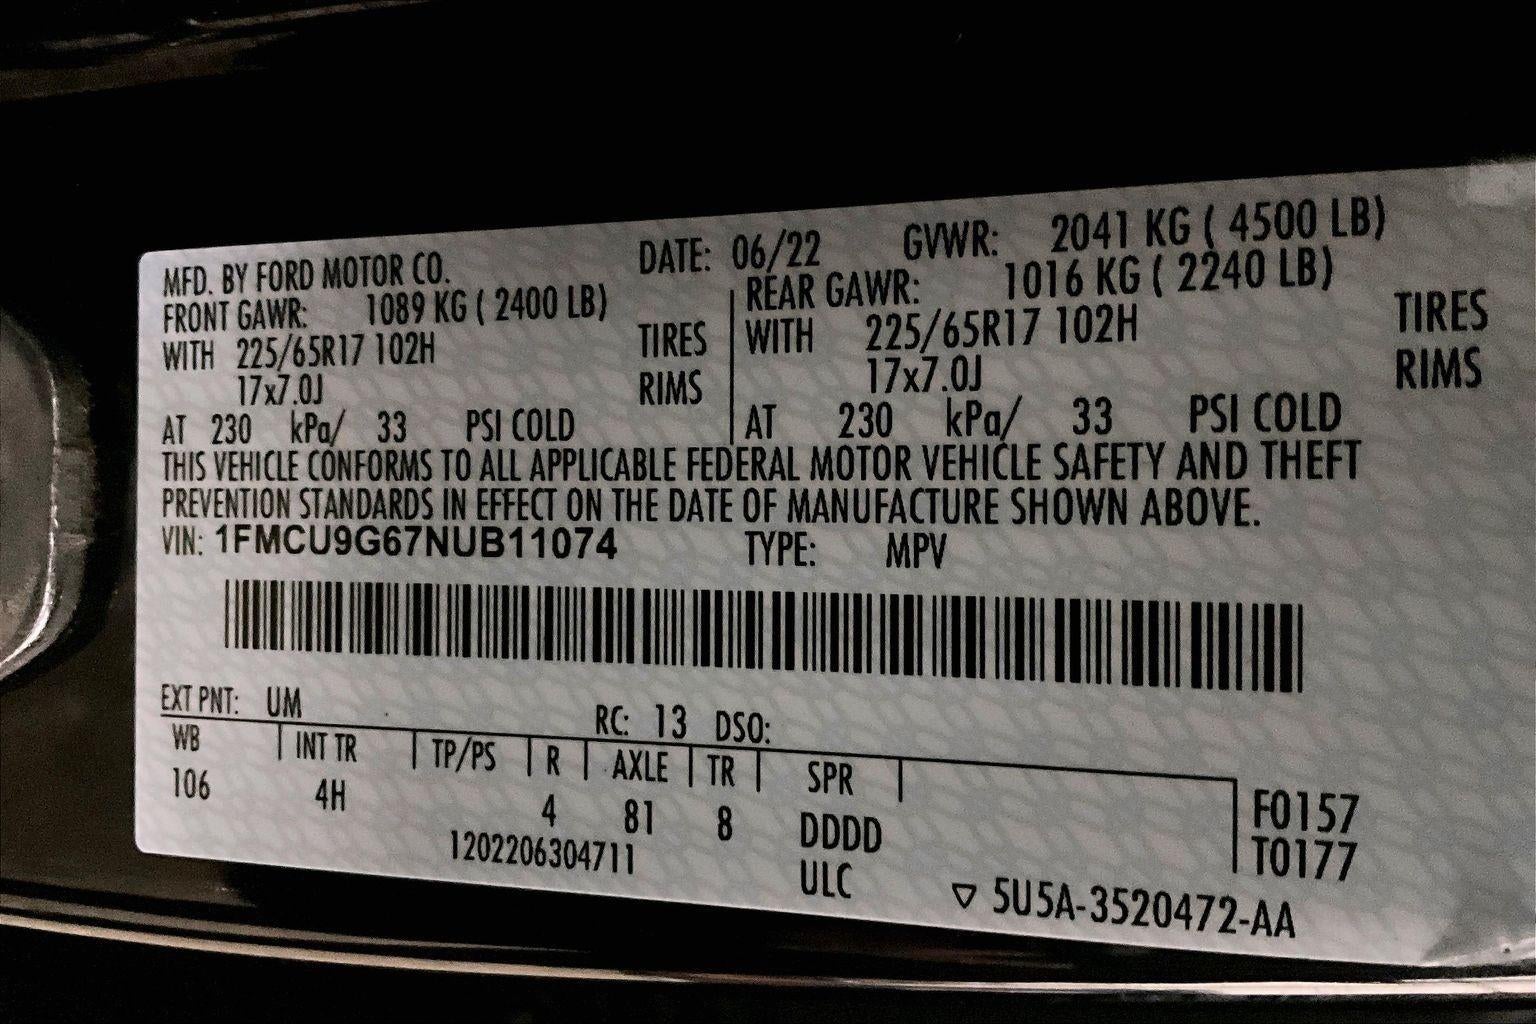 MFD. BY FORD MOTOR CO. DATE: 06/22 GVWR: 2041 KG ( 4500 LB)
FRONT GAWR: 1089 KG ( 2400 LB) REAR GAWR: 1016 KG ( 2240 LB)
WITH 225/65R17 102H TIRES WITH 225/65R17 102H TIRES
17x7.0J RIMS 17x7.0J RIMS
AT 230 kPa/ 33 PSI COLD AT 230 kPa/ 33 PSI COLD
THIS VEHICLE CONFORMS TO ALL APPLICABLE FEDERAL MOTOR VEHICLE SAFETY AND THEFT
PREVENTION STANDARDS IN EFFECT ON THE DATE OF MANUFACTURE SHOWN ABOVE.
VIN: 1FMCU9G67NUB11074 TYPE: MPV
EXT PNT: UM RC: 13 DSO:
WB INT TR TP/PS R AXLE TR SPR
106 4H 4 81 8 DDDD F0157
1202206304711 ULC T0177
▽ 5U5A-3520472-AA